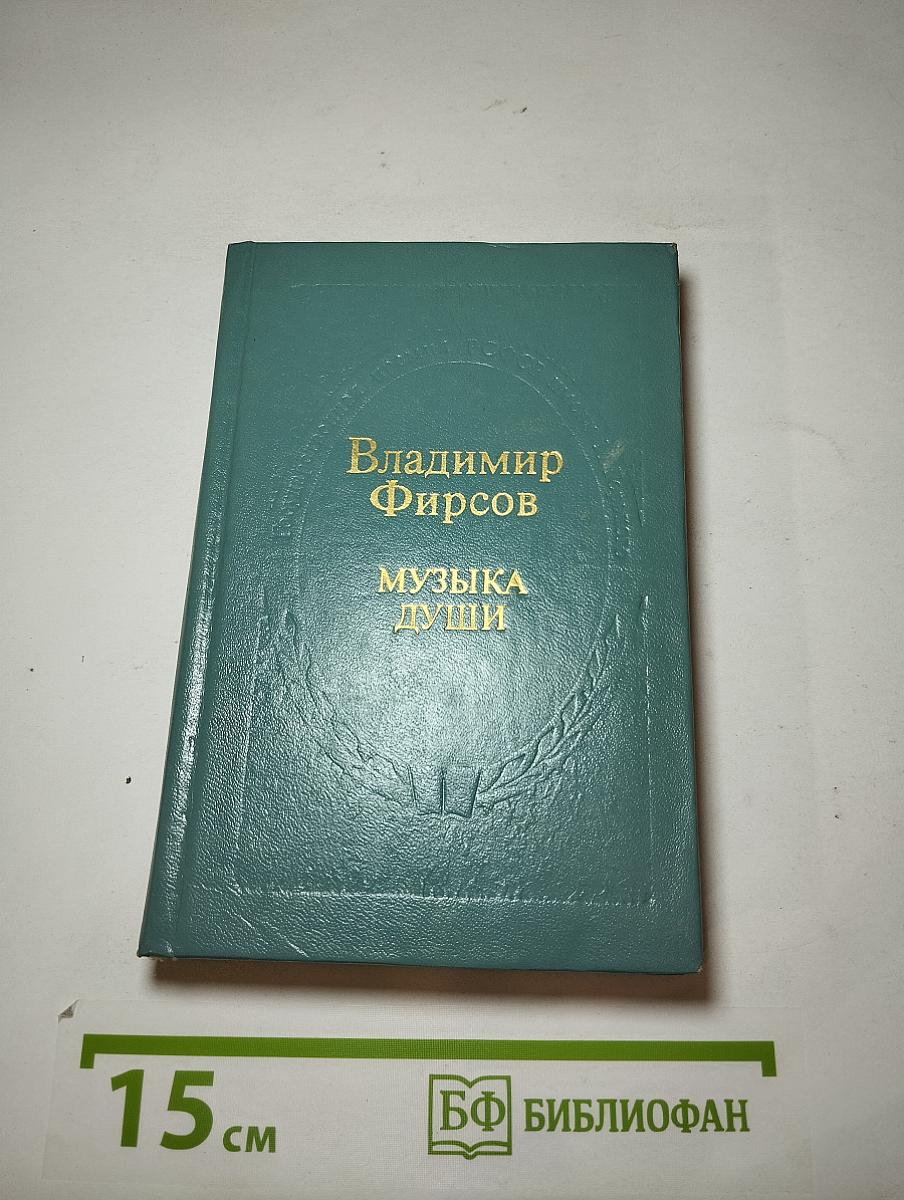 Владимир
Фирсов
МУЗЫКА
ДУШИ
15 см
БФ БИБЛИОФАН